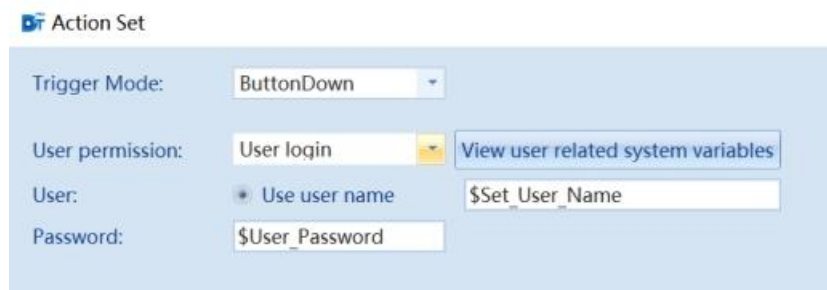 DT Action Set
Trigger Mode: ButtonDown
User permission: User login View user related system variables
User: Use user name $Set_User_Name
Password: $User_Password